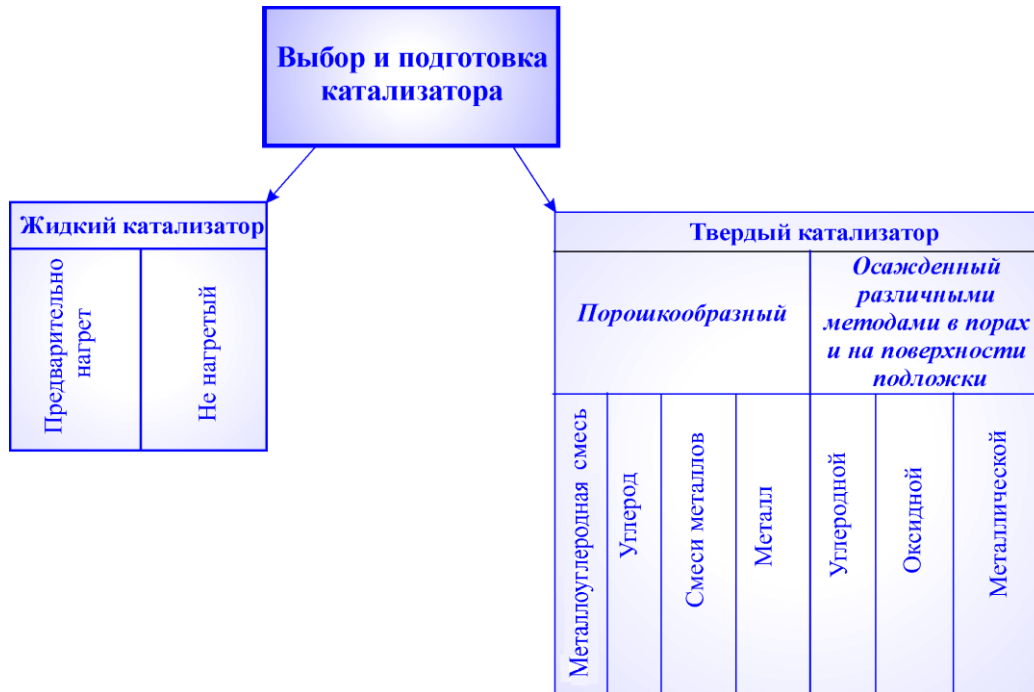 Выбор и подготовка
катализатора
Жидкий катализатор
Предварительно
нагрет
Не нагретый
Твердый катализатор
Порошкообразный
Осажденный
различными
методами в порах
и на поверхности
подложки
Металлоуглеродная смесь
Углерод
Смеси металлов
Металл
Углеродной
Оксидной
Металлической